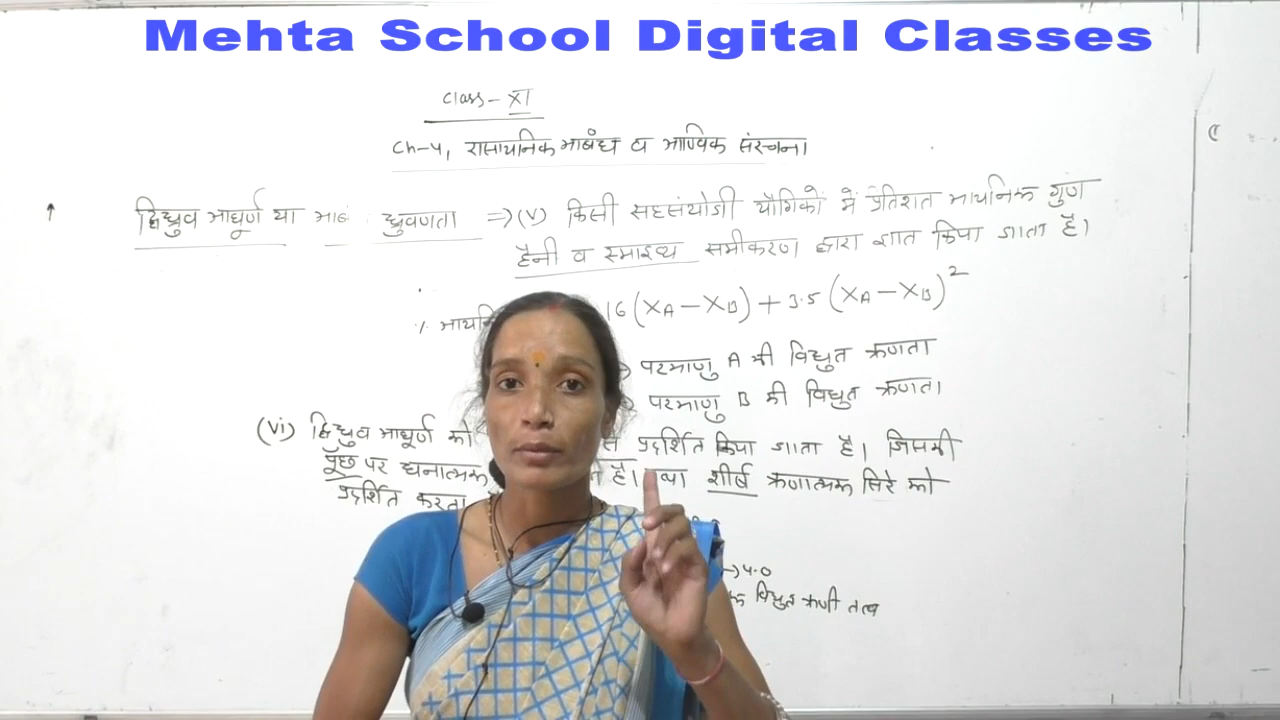 Mehta School Digital Classes
Class - XI
Ch-4, रासायनिक आबंध व आण्विक संरचना
द्विध्रुव आघूर्ण या आबं ध्रुवणता ⇒ (v) किसी सहसंयोजी यौगिकों में प्रतिशत आयनिक गुण
हैनी व स्माइथ समीकरण द्वारा ज्ञात किया जाता है।
% आयनि 16 (XA - XB) + 3.5 (XA - XB)²
परमाणु A की विधुत ऋणता
परमाणु B की विधुत ऋणता
(vi) द्विध्रुव आघूर्ण को से प्रदर्शित किया जाता है। जिसकी
पूँछ पर धनात्मक है। तथा शीर्ष ऋणात्मक सिरे को
प्रदर्शित करता
→ 4.0
विधुत ऋणी तत्व